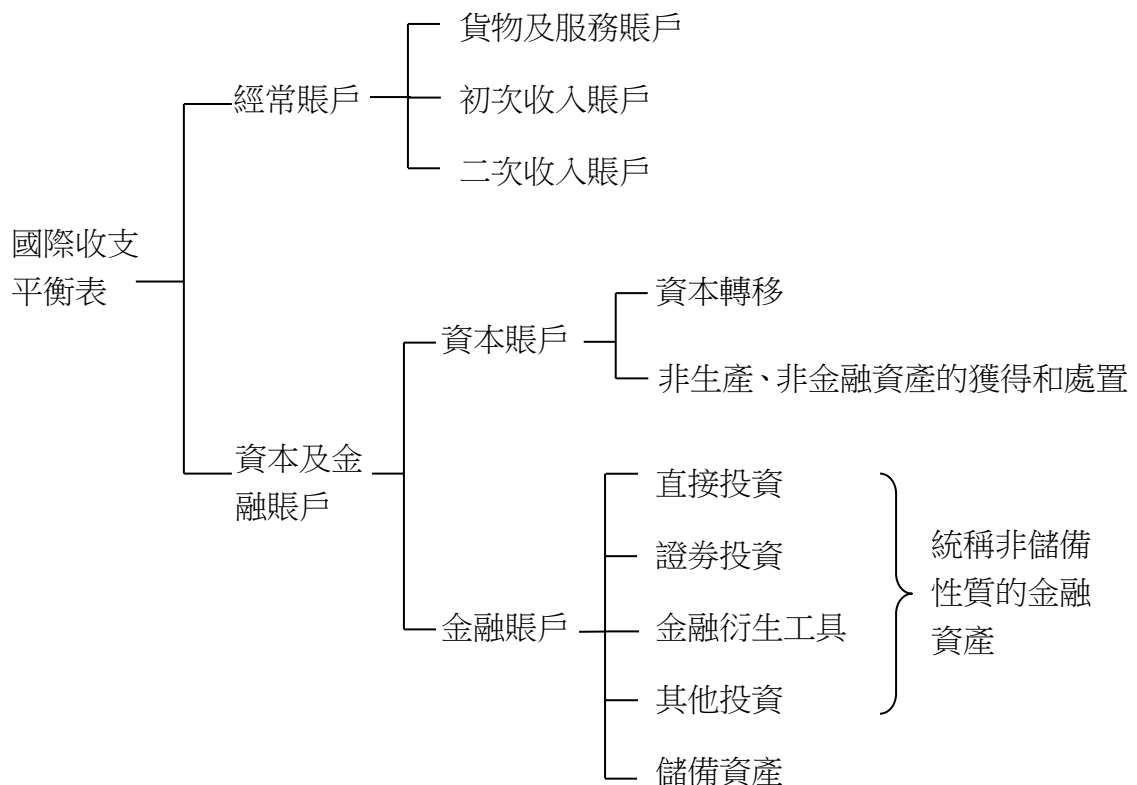 貨物及服務賬戶
經常賬戶
初次收入賬戶
二次收入賬戶
國際收支
平衡表
資本轉移
資本賬戶
非生產、非金融資產的獲得和處置
資本及金
融賬戶
直接投資
證券投資
金融賬戶
金融衍生工具
其他投資
儲備資產
統稱非儲備
性質的金融
資產